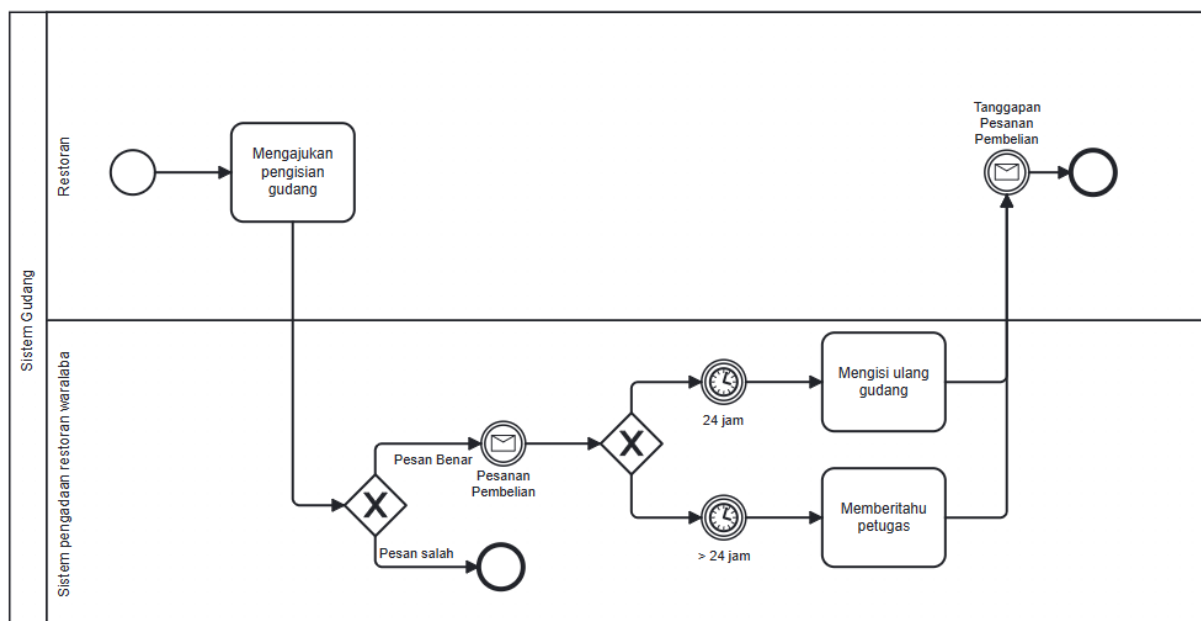 Sistem Gudang
Restoran
Mengajukan
pengisian
gudang
Tanggapan
Pesanan
Pembelian
Sistem pengadaan restoran waralaba
Pesan Benar
Pesan salah
Pesanan
Pembelian
24 jam
Mengisi ulang
gudang
> 24 jam
Memberitahu
petugas